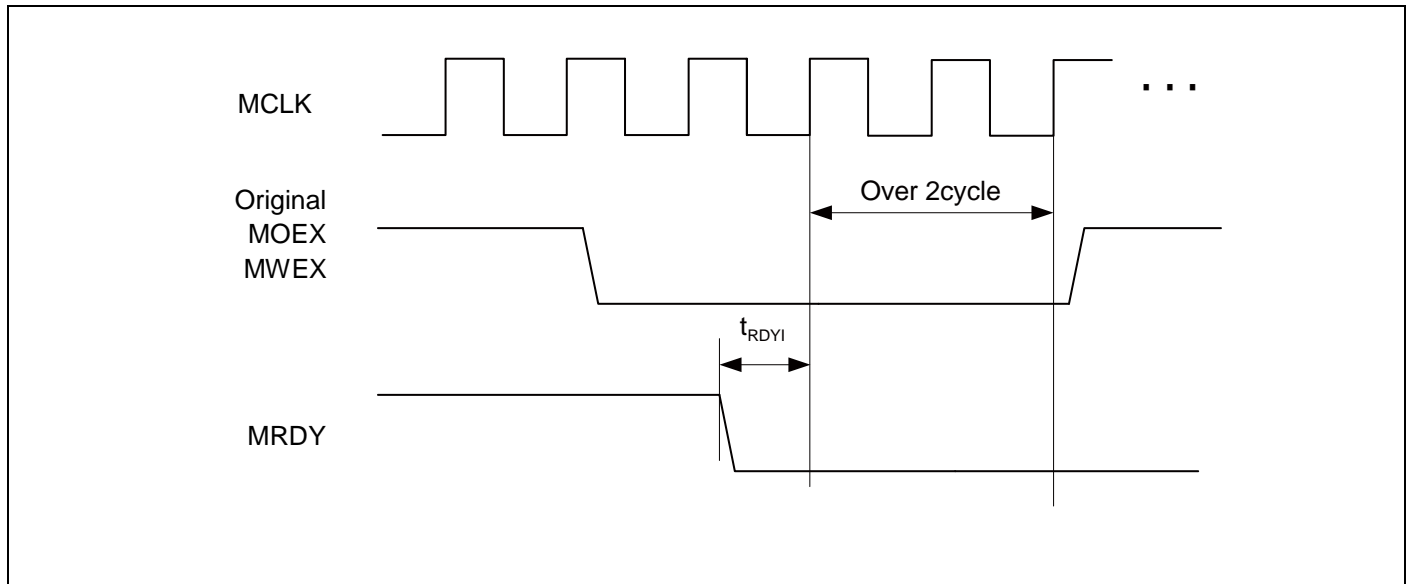 MCLK
. . .
Original
MOEX
MWEX
Over 2cycle
tRDYI
MRDY